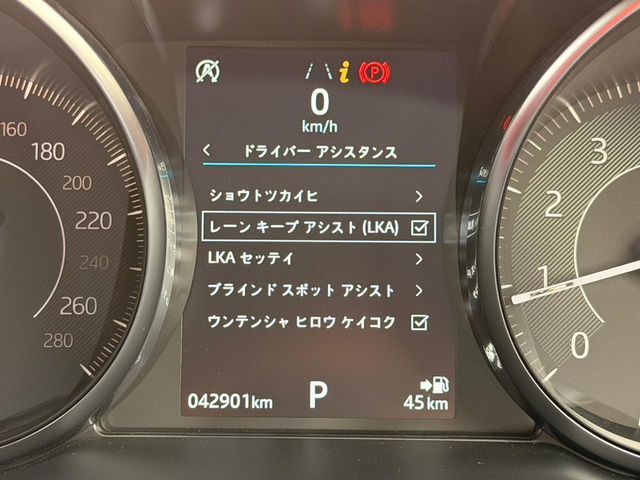 0
km/h
ドライバー アシスタンス
ショウトツカイヒ
レーン キープ アシスト (LKA)
LKA セッテイ
ブラインド スポット アシスト
ウンテンシャ ヒロウ ケイコク
042901km
P
45 km
160
180
200
220
240
260
280
3
2
1
0
i
(P)